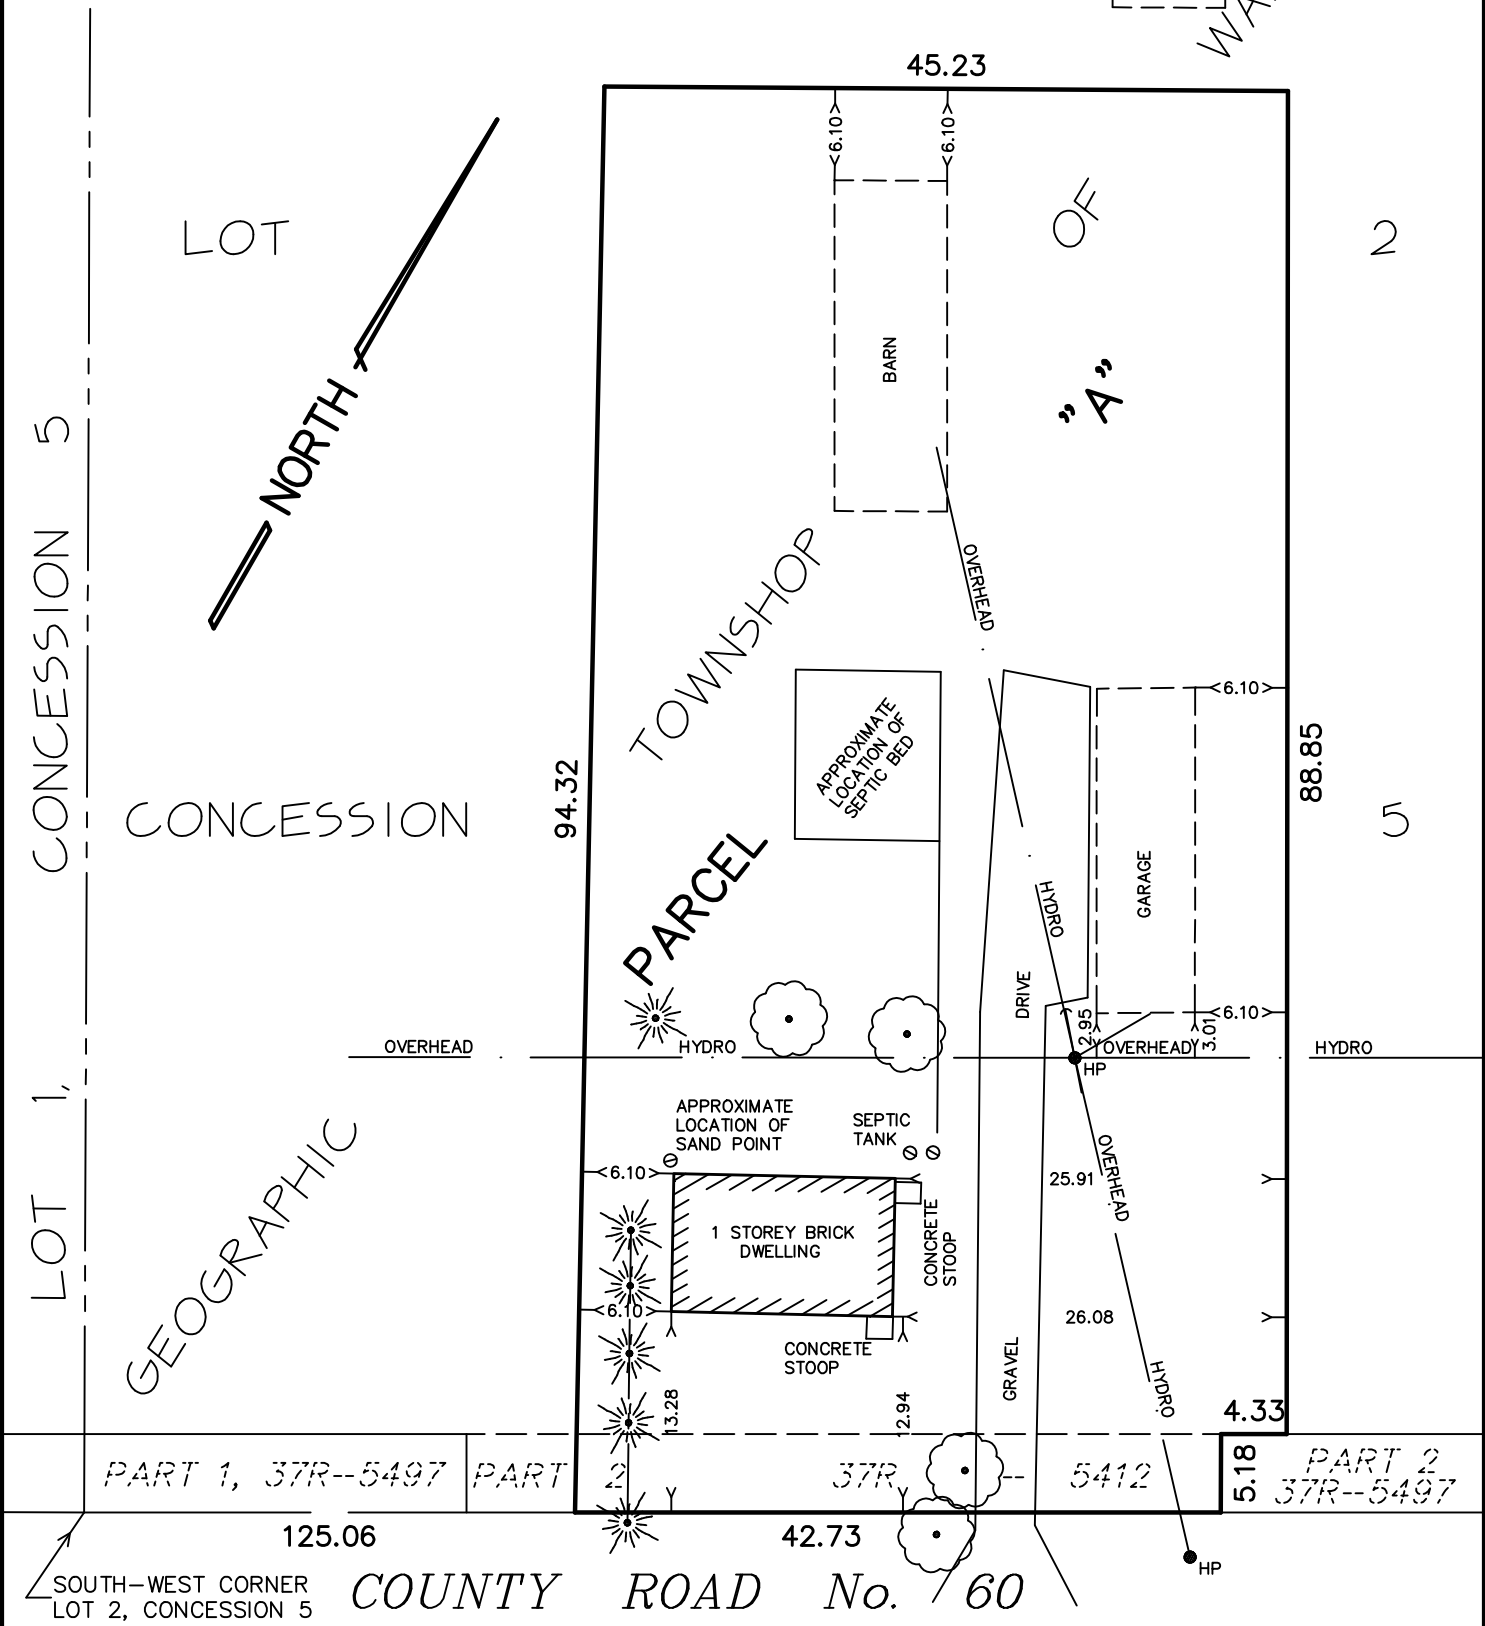 WA
45.23
6.10
6.10
LOT
OF
2
NORTH
BARN
"A"
CONCESSION 5
OVERHEAD
TOWNSHOP
6.10
APPROXIMATE
LOCATION OF
SEPTIC BED
94.32
88.85
CONCESSION
5
GARAGE
PARCEL
HYDRO
DRIVE
6.10
2.95
3.01
OVERHEAD
HYDRO
OVERHEAD
HYDRO
HP
LOT 1,
APPROXIMATE
LOCATION OF
SAND POINT
SEPTIC
TANK
6.10
25.91
OVERHEAD
1 STOREY BRICK
DWELLING
CONCRETE
STOOP
GEOGRAPHIC
6.10
26.08
CONCRETE
STOOP
GRAVEL
HYDRO
13.28
12.94
4.33
PART 1, 37R--5497
PART 2
37R -- 5412
5.18
PART 2
37R--5497
125.06
42.73
HP
SOUTH-WEST CORNER
LOT 2, CONCESSION 5
COUNTY ROAD No. 60